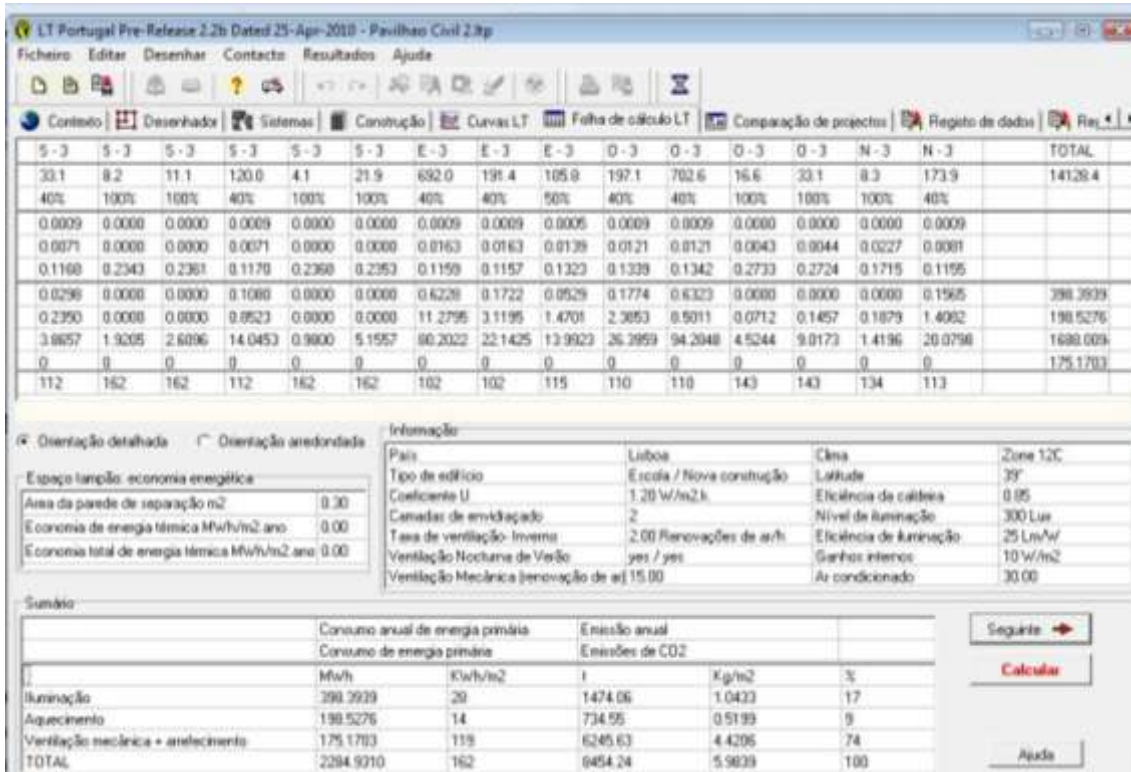 LT Portugal Pre-Release 2.2b Dated 25-Apr-2010 - Pavilhao Civil 2.ltp
Ficheiro Editar Desenhar Contacto Resultados Ajuda
Contexto Desenhador Sistemas Construção Curvas LT Folha de cálculo LT Comparação de projectos Registo de dados
S - 3 S - 3 S - 3 S - 3 S - 3 S - 3 E - 3 E - 3 E - 3 O - 3 O - 3 O - 3 O - 3 N - 3 N - 3 TOTAL
33.1 8.2 11.1 120.0 4.1 21.9 692.0 191.4 105.8 197.1 702.6 16.6 33.1 8.3 173.9 14128.4
40% 100% 100% 40% 100% 100% 40% 40% 50% 40% 40% 100% 100% 100% 40%
0.0009 0.0000 0.0000 0.0009 0.0000 0.0000 0.0009 0.0009 0.0005 0.0009 0.0009 0.0000 0.0000 0.0000 0.0009
0.0071 0.0000 0.0000 0.0071 0.0000 0.0000 0.0163 0.0163 0.0139 0.0121 0.0121 0.0043 0.0044 0.0227 0.0081
0.1168 0.2343 0.2361 0.1170 0.2368 0.2353 0.1159 0.1157 0.1323 0.1339 0.1342 0.2733 0.2724 0.1715 0.1155
0.0298 0.0000 0.0000 0.1080 0.0000 0.0000 0.6228 0.1722 0.0529 0.1774 0.6323 0.0000 0.0000 0.0000 0.1565 398.3939
0.2350 0.0000 0.0000 0.8523 0.0000 0.0000 11.2795 3.1195 1.4701 2.3853 8.5011 0.0712 0.1457 0.1879 1.4082 198.5276
3.8657 1.9205 2.6096 14.0453 0.9800 5.1557 80.2022 22.1425 13.9923 26.3959 94.2848 4.5244 9.0173 1.4196 20.0798 1688.009
0 0 0 0 0 0 0 0 0 0 0 0 0 0 0 175.1783
112 162 162 112 162 162 102 102 115 110 110 143 143 134 113
Orientação detalhada Orientação arredondada
Espaço tampão: economia energética
Area da parede de separação m2 0.30
Economia de energia térmica MWh/m2 ano 0.00
Economia total de energia térmica MWh/m2 ano 0.00
Informação
País Lisboa Clima Zone 12C
Tipo de edifício Escola / Nova construção Latitude 39°
Coeficiente U 1.20 W/m2.k Eficiência da caldeira 0.85
Camadas de envidraçado 2 Nível de iluminação 300 Lux
Taxa de ventilação- Inverno 2.00 Renovações de ar/h Eficiência de iluminação 25 Lm/W
Ventilação Nocturna de Verão yes / yes Ganhos internos 10 W/m2
Ventilação Mecânica (renovação de ar) 15.00 Ar condicionado 30.00
Sumário
Consumo anual de energia primária Emissão anual
Consumo de energia primária Emissões de CO2
MWh KWh/m2 t Kg/m2 %
Iluminação 398.3939 28 1474.06 1.0433 17
Aquecimento 198.5276 14 734.55 0.5199 9
Ventilação mecânica + arrefecimento 175.1783 119 6245.63 4.4206 74
TOTAL 2284.9310 162 8454.24 5.9839 100
Seguinte
Calcular
Ajuda